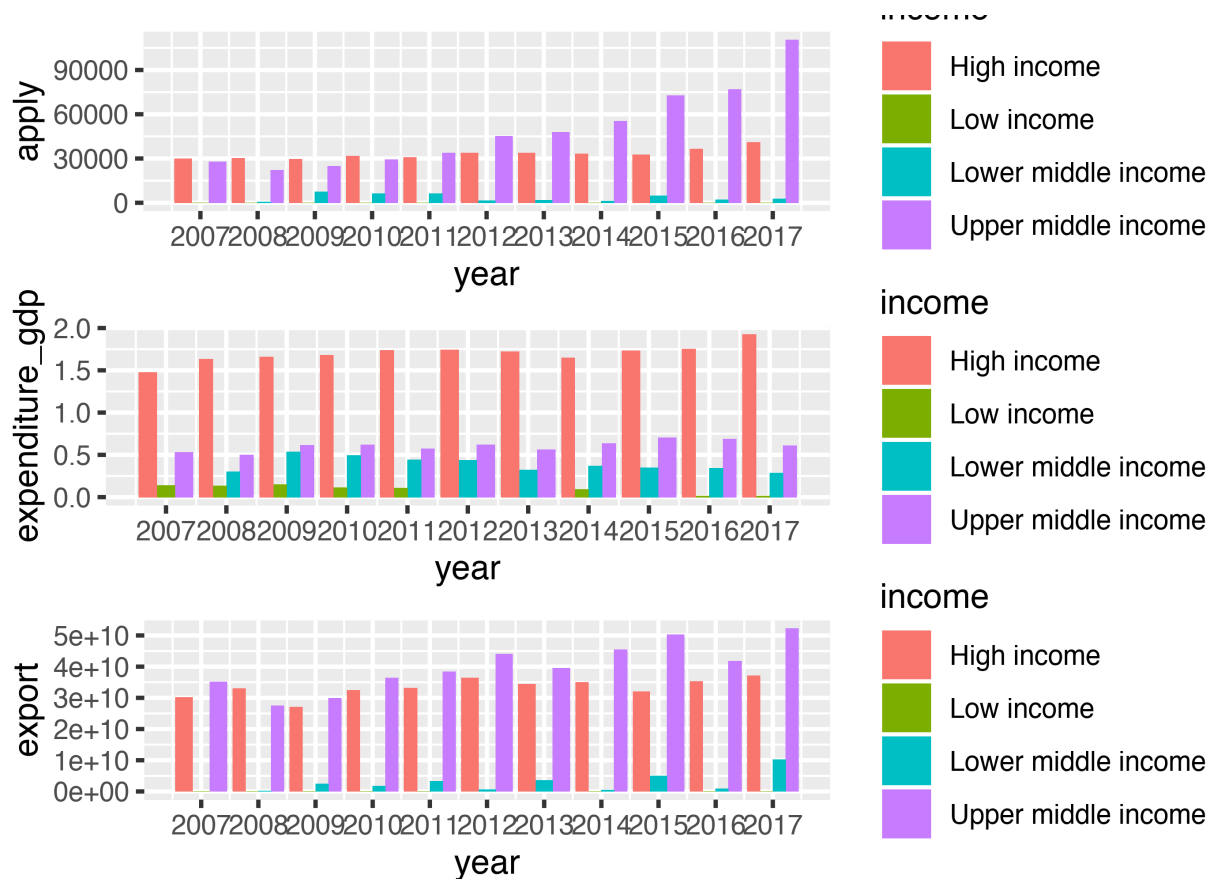 income
High income
Low income
Lower middle income
Upper middle income
apply
90000
60000
30000
0
2007 2008 2009 2010 2011 2012 2013 2014 2015 2016 2017
year
income
High income
Low income
Lower middle income
Upper middle income
expenditure_gdp
2.0
1.5
1.0
0.5
0.0
2007 2008 2009 2010 2011 2012 2013 2014 2015 2016 2017
year
income
High income
Low income
Lower middle income
Upper middle income
export
5e+10
4e+10
3e+10
2e+10
1e+10
0e+00
2007 2008 2009 2010 2011 2012 2013 2014 2015 2016 2017
year